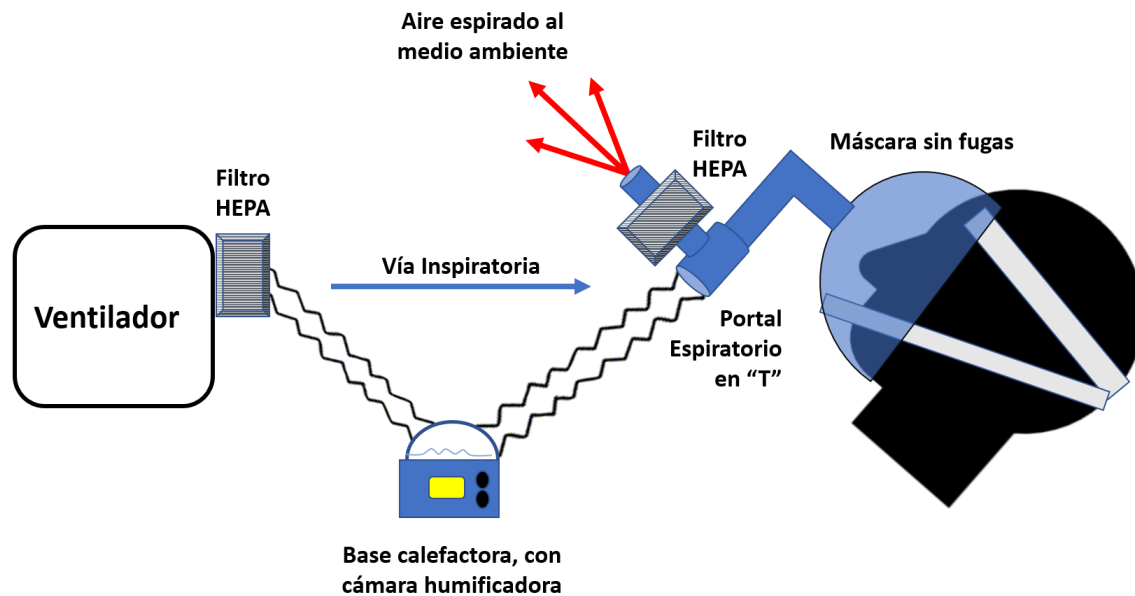 Aire espirado al
medio ambiente
Filtro
HEPA
Máscara sin fugas
Filtro
HEPA
Vía Inspiratoria
Ventilador
Portal
Espiratorio
en “T”
Base calefactora, con
cámara humificadora